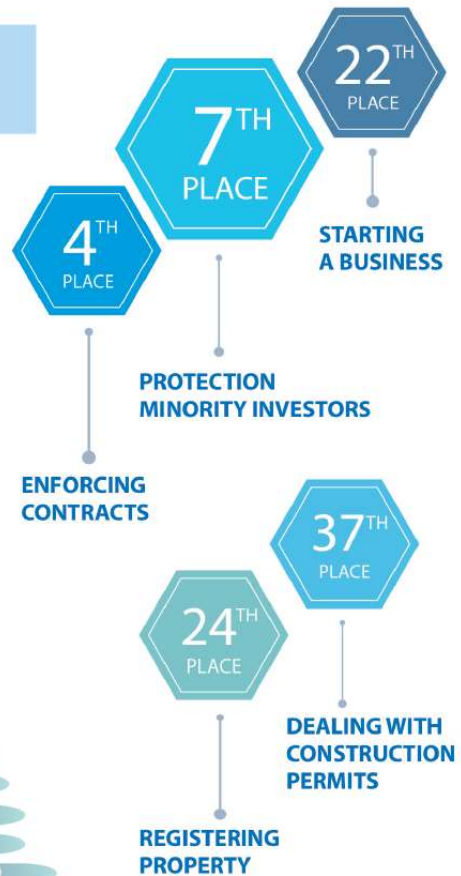 22TH
PLACE
STARTING
A BUSINESS
7TH
PLACE
PROTECTION
MINORITY INVESTORS
4TH
PLACE
ENFORCING
CONTRACTS
37TH
PLACE
DEALING WITH
CONSTRUCTION
PERMITS
24TH
PLACE
REGISTERING
PROPERTY